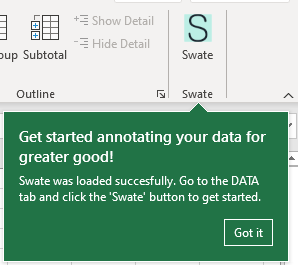 Show Detail
Swate
oup Subtotal
Hide Detail
Outline
Swate
Get started annotating your data for
greater good!
Swate was loaded succesfully. Go to the DATA
tab and click the 'Swate' button to get started.
Got it